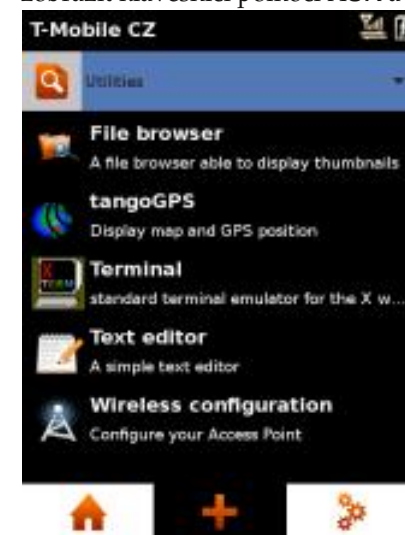 T-Mobile CZ
Utilities
File browser
A file browser able to display thumbnails
tangoGPS
Display map and GPS position
Terminal
standard terminal emulator for the X w...
Text editor
A simple text editor
Wireless configuration
Configure your Access Point